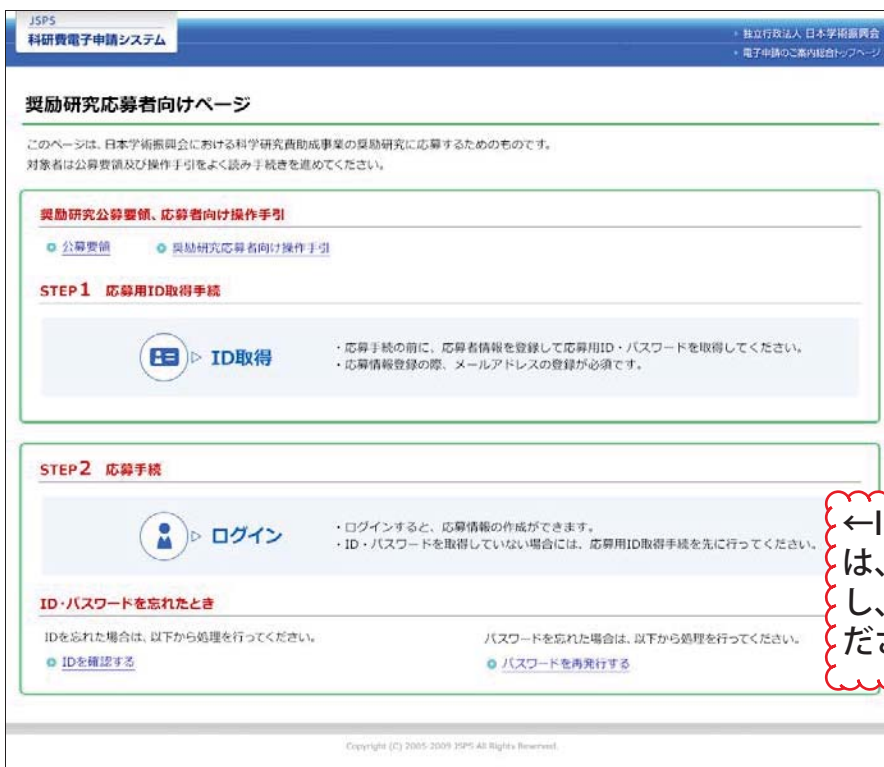 JSPS
科研費電子申請システム
独立行政法人 日本学術振興会
電子申請のご案内総合トップページ
奨励研究応募者向けページ
このページは、日本学術振興会における科学研究費助成事業の奨励研究に応募するためのものです。
対象者は公募要領及び操作手引をよく読み手続きを進めてください。
奨励研究公募要領、応募者向け操作手引
公募要領 奨励研究応募者向け操作手引
STEP1 応募用ID取得手続
ID取得
・応募手続の前に、応募者情報を登録して応募用ID・パスワードを取得してください。
・応募情報登録の際、メールアドレスの登録が必須です。
STEP2 応募手続
ログイン
・ログインすると、応募情報の作成ができます。
・ID・パスワードを取得していない場合には、応募用ID取得手続を先に行ってください。
←I
は、
し、
ださ
ID・パスワードを忘れたとき
IDを忘れた場合は、以下から処理を行ってください。
IDを確認する
パスワードを忘れた場合は、以下から処理を行ってください。
パスワードを再発行する
Copyright (C) 2005-2009 JSPS All Rights Reserved.